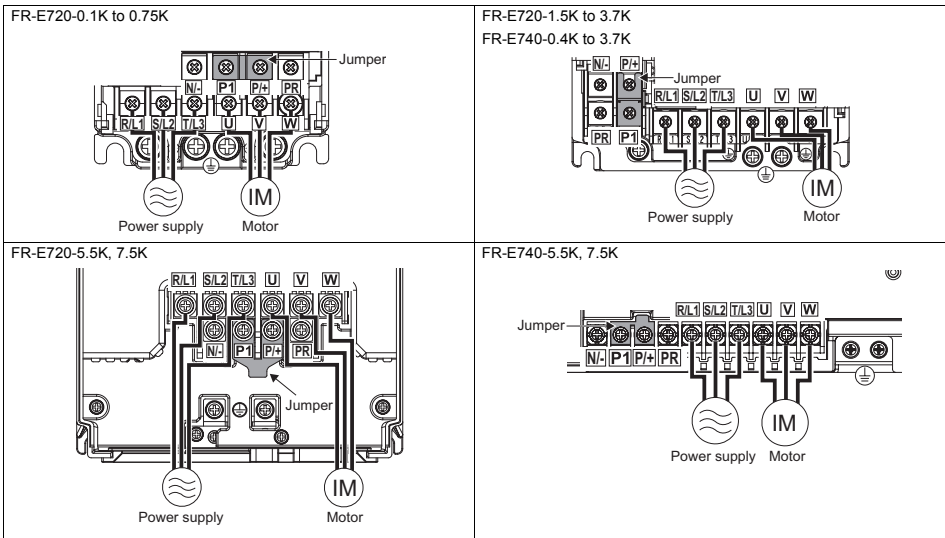 FR-E720-0.1K to 0.75K
Jumper
N/- P1 P/+ PR
R/L1 S/L2 T/L3 U V W
IM
Power supply Motor
FR-E720-1.5K to 3.7K
FR-E740-0.4K to 3.7K
N/- P/+
Jumper
R/L1 S/L2 T/L3 U V W
PR P1
IM
Power supply Motor
FR-E720-5.5K, 7.5K
R/L1 S/L2 T/L3 U V W
N/- P1 P/+ PR
Jumper
IM
Power supply Motor
FR-E740-5.5K, 7.5K
R/L1 S/L2 T/L3 U V W
Jumper
N/- P1 P/+ PR
IM
Power supply Motor